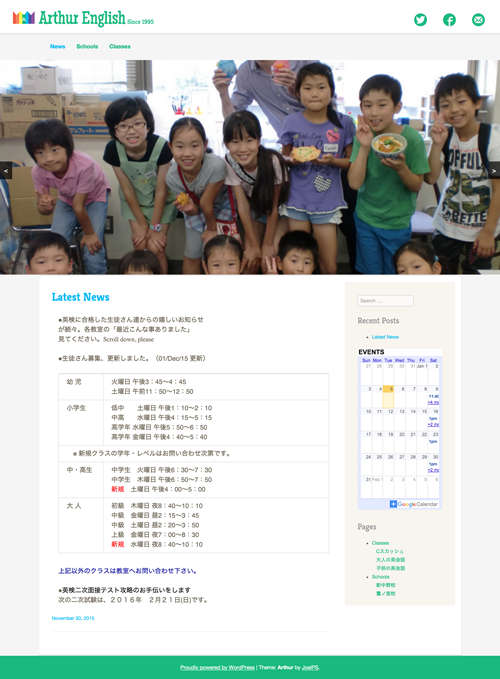 Arthur English Since 1995
News Schools Classes
< >
Latest News
●英検に合格した生徒さん達からの嬉しいお知らせ
が続々。各教室の「最近こんな事ありました」
見てください。Scroll down, please
●生徒さん募集、更新しました。（01/Dec/15 更新）
幼 児 火曜日 午後3：45～4：45
土曜日 午前11：50～12：50
小学生 低中 土曜日 午後1：10～2：10
中高 水曜日 午後4：15～5：15
高学年 水曜日 午後5：50～6：50
高学年 金曜日 午後4：40～5：40
※ 新規クラスの学年・レベルはお問い合わせ次第です。
中・高生 中学生 火曜日 午後6：30～7：30
中学生 木曜日 午後6：50～7：50
新規 土曜日 午後4：00～5：00
大 人 初級 木曜日 夜8：40～10：10
中級 金曜日 昼2：15～3：45
中級 土曜日 昼2：20～3：50
上級 金曜日 夜7：00～8：30
新規 水曜日 夜8：40～10：10
上記以外のクラスは教室へお問い合わせ下さい。
●英検二次面接テスト攻略のお手伝いをします
次の二次試験は、２０１６年 ２月２１日(日)です。
November 30, 2015
Search ...
Recent Posts
Latest News
EVENTS
Sun Mon Tue Wed Thu Fri Sat
27 28 29 30 31 Jan 1 2
3 4 5 6 7 8 9
+4 mo
10 11 12 13 14 15 16
1pm
+2 mo
17 18 19 20 21 22 23
1pm
24 25 26 27 28 29 30
1pm
+2 mo
31 Feb 1 2 3 4 5 6
Google Calendar
Pages
Classes
Cスカッシュ
大人の英会話
子供の英会話
Schools
新中野校
鷺ノ宮校
Proudly powered by WordPress | Theme: Arthur by JoelPS.